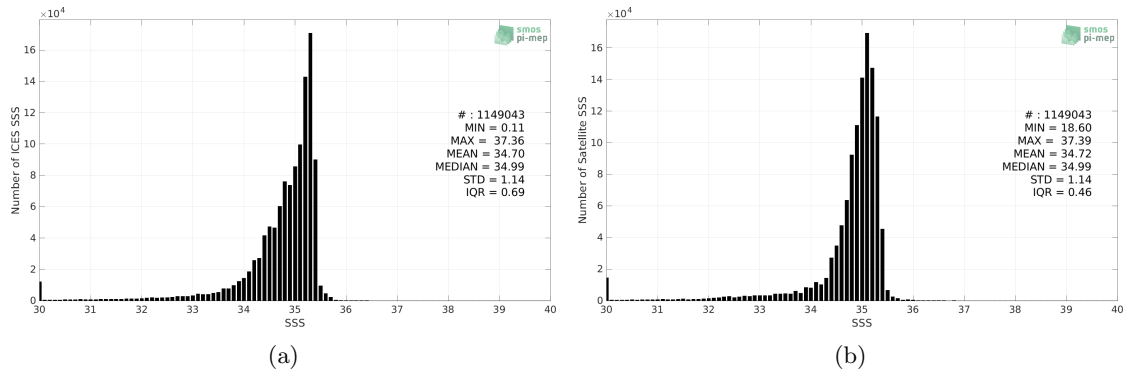 ×10⁴
smos
pi-mep
16
14
12
10
8
6
4
2
0
Number of ICES SSS
# : 1149043
MIN = 0.11
MAX = 37.36
MEAN = 34.70
MEDIAN = 34.99
STD = 1.14
IQR = 0.69
30 31 32 33 34 35 36 37 38 39 40
SSS
(a)
×10⁴
smos
pi-mep
16
14
12
10
8
6
4
2
0
Number of Satellite SSS
# : 1149043
MIN = 18.60
MAX = 37.39
MEAN = 34.72
MEDIAN = 34.99
STD = 1.14
IQR = 0.46
30 31 32 33 34 35 36 37 38 39 40
SSS
(b)